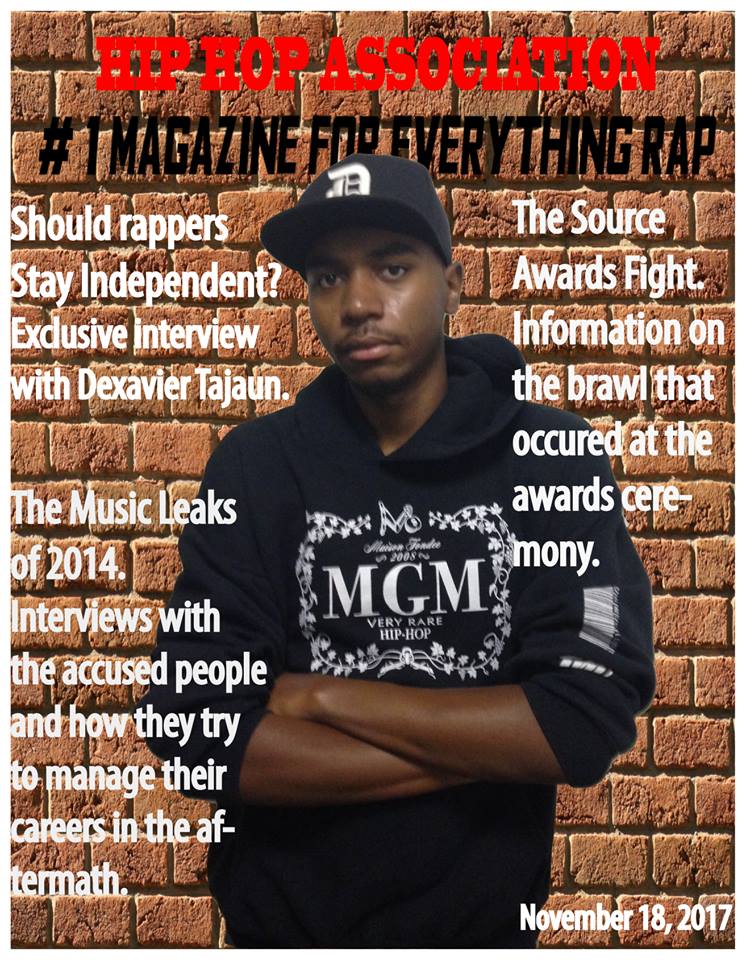 HIP HOP ASSOCIATION
# 1 MAGAZINE FOR EVERYTHING RAP
Should rappers
Stay Independent?
Exclusive interview
with Dexavier Tajaun.
The Source
Awards Fight.
Information on
the brawl that
occured at the
awards cere-
mony.
The Music Leaks
of 2014.
Interviews with
the accused people
and how they try
to manage their
careers in the af-
termath.
D
Maison Fondee
2008
MGM
VERY RARE
HIP-HOP
November 18, 2017